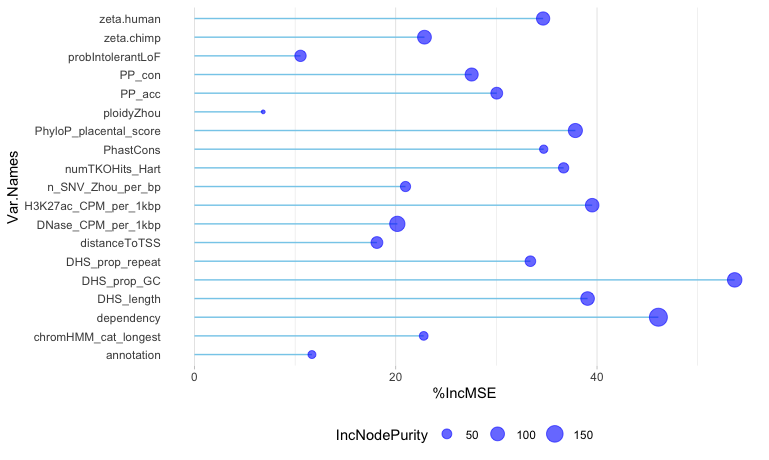 Var.Names
zeta.human
zeta.chimp
probIntolerantLoF
PP_con
PP_acc
ploidyZhou
PhyloP_placental_score
PhastCons
numTKOHits_Hart
n_SNV_Zhou_per_bp
H3K27ac_CPM_per_1kbp
DNase_CPM_per_1kbp
distanceToTSS
DHS_prop_repeat
DHS_prop_GC
DHS_length
dependency
chromHMM_cat_longest
annotation
0 20 40
%IncMSE
IncNodePurity 50 100 150